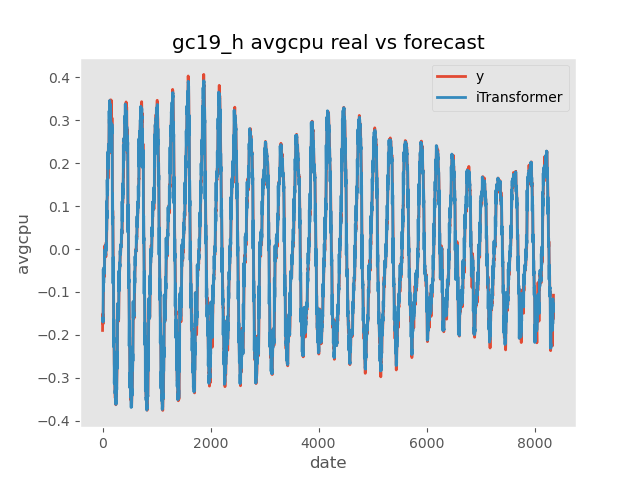 gc19_h avgcpu real vs forecast
y
iTransformer
avgcpu
0.4
0.3
0.2
0.1
0.0
−0.1
−0.2
−0.3
−0.4
0 2000 4000 6000 8000
date